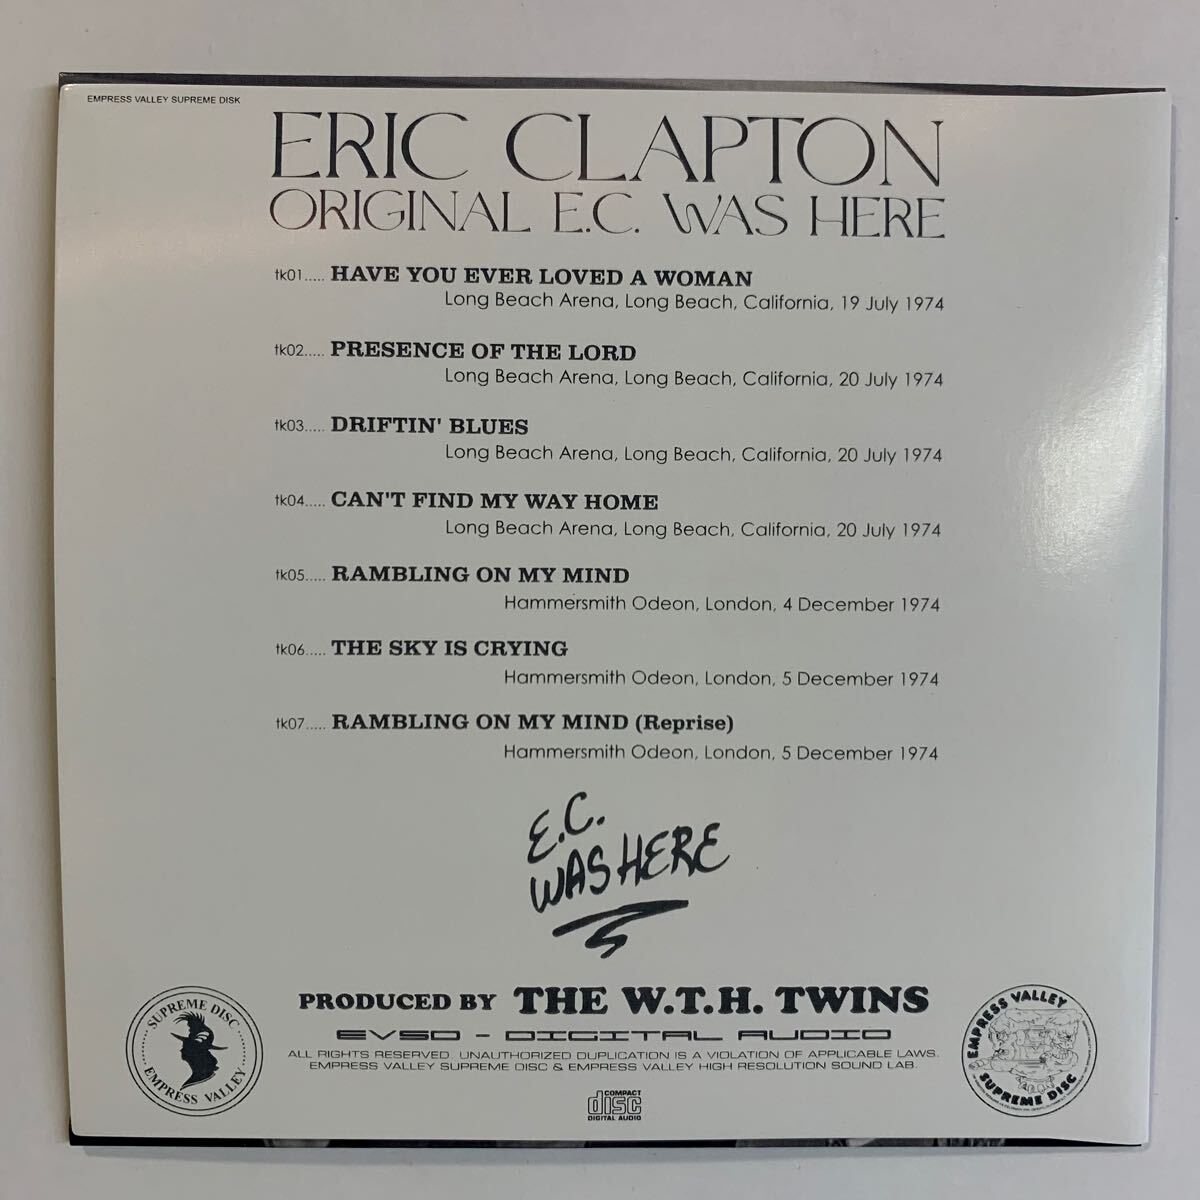 EMPRESS VALLEY SUPREME DISK
ERIC CLAPTON
ORIGINAL E.C. WAS HERE
tk01..... HAVE YOU EVER LOVED A WOMAN
Long Beach Arena, Long Beach, California, 19 July 1974
tk02..... PRESENCE OF THE LORD
Long Beach Arena, Long Beach, California, 20 July 1974
tk03..... DRIFTIN' BLUES
Long Beach Arena, Long Beach, California, 20 July 1974
tk04..... CAN'T FIND MY WAY HOME
Long Beach Arena, Long Beach, California, 20 July 1974
tk05..... RAMBLING ON MY MIND
Hammersmith Odeon, London, 4 December 1974
tk06..... THE SKY IS CRYING
Hammersmith Odeon, London, 5 December 1974
tk07..... RAMBLING ON MY MIND (Reprise)
Hammersmith Odeon, London, 5 December 1974
E.C.
WAS HERE
PRODUCED BY THE W.T.H. TWINS
EVSD - DIGITAL AUDIO
ALL RIGHTS RESERVED. UNAUTHORIZED DUPLICATION IS A VIOLATION OF APPLICABLE LAWS.
EMPRESS VALLEY SUPREME DISC & EMPRESS VALLEY HIGH RESOLUTION SOUND LAB.
SUPREME DISC
EMPRESS VALLEY
EMPRESS VALLEY
SUPREME DISC
COMPACT
disc
DIGITAL AUDIO